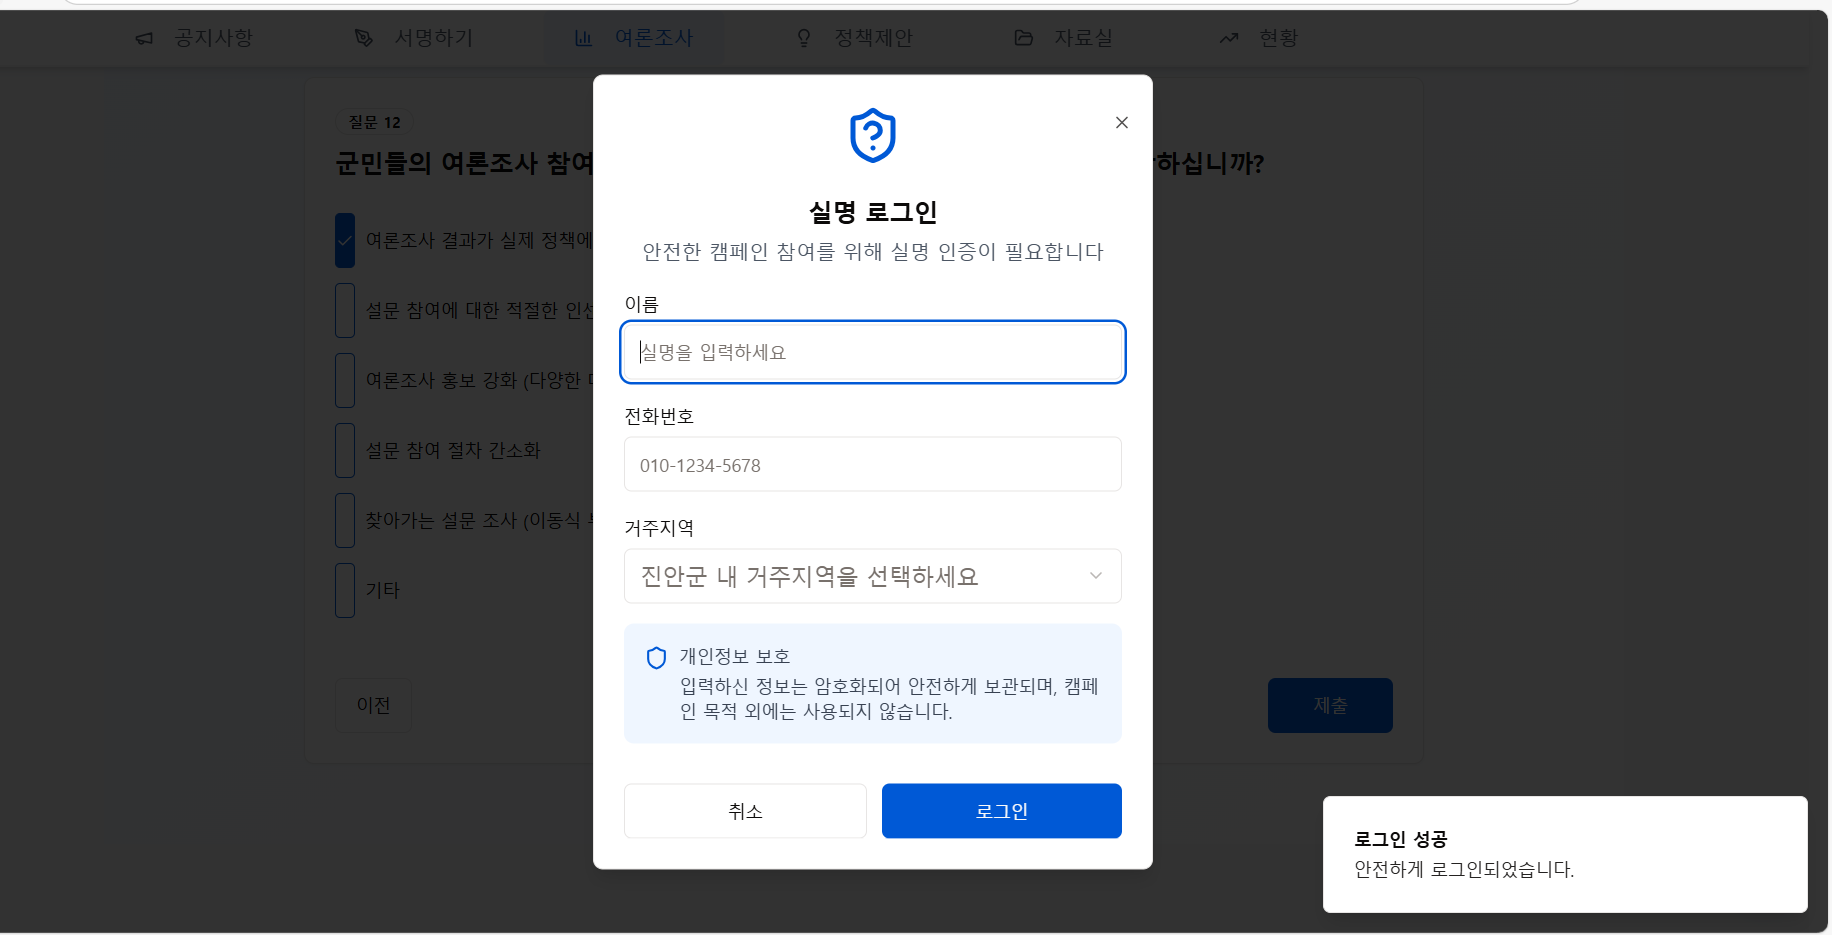 공지사항
서명하기
여론조사
정책제안
자료실
현황
질문 12
군민들의 여론조사 참여
하십니까?
여론조사 결과가 실제 정책에
설문 참여에 대한 적절한
여론조사 홍보 강화 (다양한
설문 참여 절차 간소화
찾아가는 설문 조사 (이동식
기타
이전
제출
실명 로그인
안전한 캠페인 참여를 위해 실명 인증이 필요합니다
이름
실명을 입력하세요
전화번호
010-1234-5678
거주지역
진안군 내 거주지역을 선택하세요
개인정보 보호
입력하신 정보는 암호화되어 안전하게 보관되며, 캠페
인 목적 외에는 사용되지 않습니다.
취소
로그인
로그인 성공
안전하게 로그인되었습니다.